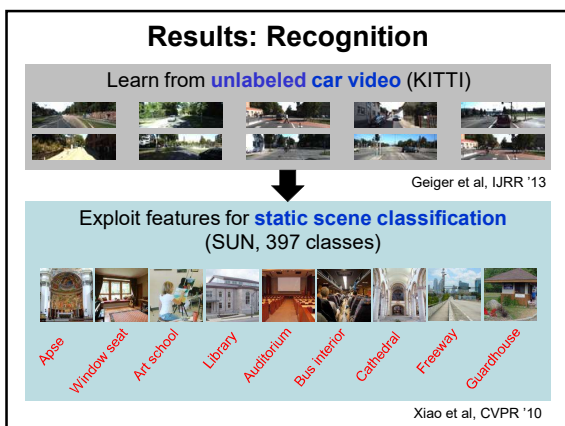 Results: Recognition
Learn from unlabeled car video (KITTI)
Geiger et al, IJRR '13
Exploit features for static scene classification
(SUN, 397 classes)
Apse
Window seat
Art school
Library
Auditorium
Bus interior
Cathedral
Freeway
Guardhouse
Xiao et al, CVPR '10